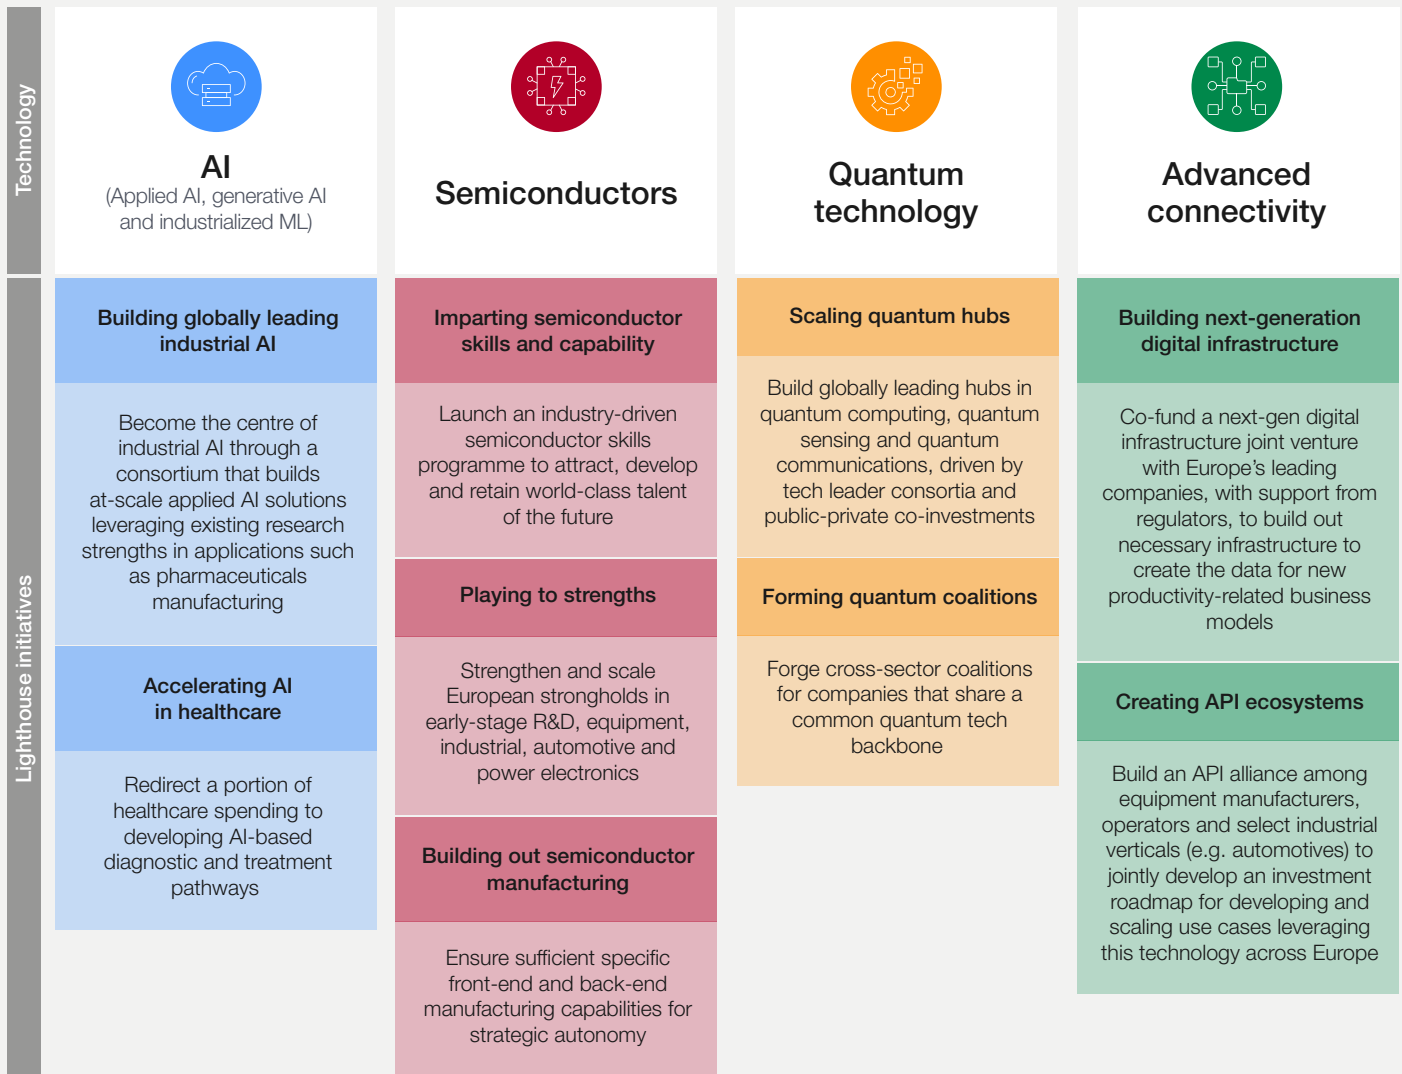 Technology
AI
(Applied AI, generative AI
and industrialized ML)
Semiconductors
Quantum
technology
Advanced
connectivity
Lighthouse initiatives
Building globally leading
industrial AI
Become the centre of
industrial AI through a
consortium that builds
at-scale applied AI solutions
leveraging existing research
strengths in applications such
as pharmaceuticals
manufacturing
Accelerating AI
in healthcare
Redirect a portion of
healthcare spending to
developing AI-based
diagnostic and treatment
pathways
Imparting semiconductor
skills and capability
Launch an industry-driven
semiconductor skills
programme to attract, develop
and retain world-class talent
of the future
Playing to strengths
Strengthen and scale
European strongholds in
early-stage R&D, equipment,
industrial, automotive and
power electronics
Building out semiconductor
manufacturing
Ensure sufficient specific
front-end and back-end
manufacturing capabilities for
strategic autonomy
Scaling quantum hubs
Build globally leading hubs in
quantum computing, quantum
sensing and quantum
communications, driven by
tech leader consortia and
public-private co-investments
Forming quantum coalitions
Forge cross-sector coalitions
for companies that share a
common quantum tech
backbone
Building next-generation
digital infrastructure
Co-fund a next-gen digital
infrastructure joint venture
with Europe’s leading
companies, with support from
regulators, to build out
necessary infrastructure to
create the data for new
productivity-related business
models
Creating API ecosystems
Build an API alliance among
equipment manufacturers,
operators and select industrial
verticals (e.g. automotives) to
jointly develop an investment
roadmap for developing and
scaling use cases leveraging
this technology across Europe